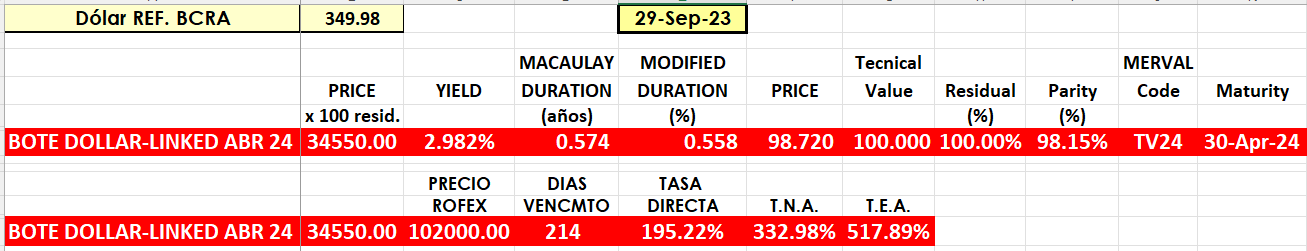 Dólar REF. BCRA 349.98 29-Sep-23
MACAULAY MODIFIED Tecnical MERVAL
PRICE YIELD DURATION DURATION PRICE Value Residual Parity Code Maturity
x 100 resid. (años) (%) (%) (%)
BOTE DOLLAR-LINKED ABR 24 34550.00 2.982% 0.574 0.558 98.720 100.000 100.00% 98.15% TV24 30-Apr-24
PRECIO DIAS TASA
ROFEX VENCMTO DIRECTA T.N.A. T.E.A.
BOTE DOLLAR-LINKED ABR 24 34550.00 102000.00 214 195.22% 332.98% 517.89%